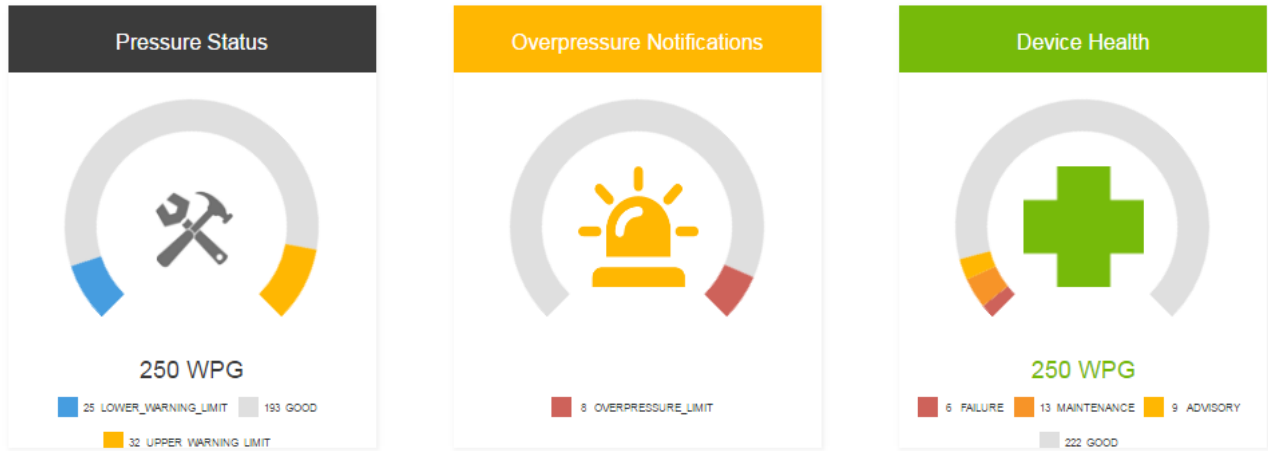 Pressure Status
250 WPG
25 LOWER_WARNING_LIMIT 193 GOOD
32 UPPER WARNING LIMIT
Overpressure Notifications
8 OVERPRESSURE_LIMIT
Device Health
250 WPG
6 FAILURE 13 MAINTENANCE 9 ADVISORY
222 GOOD